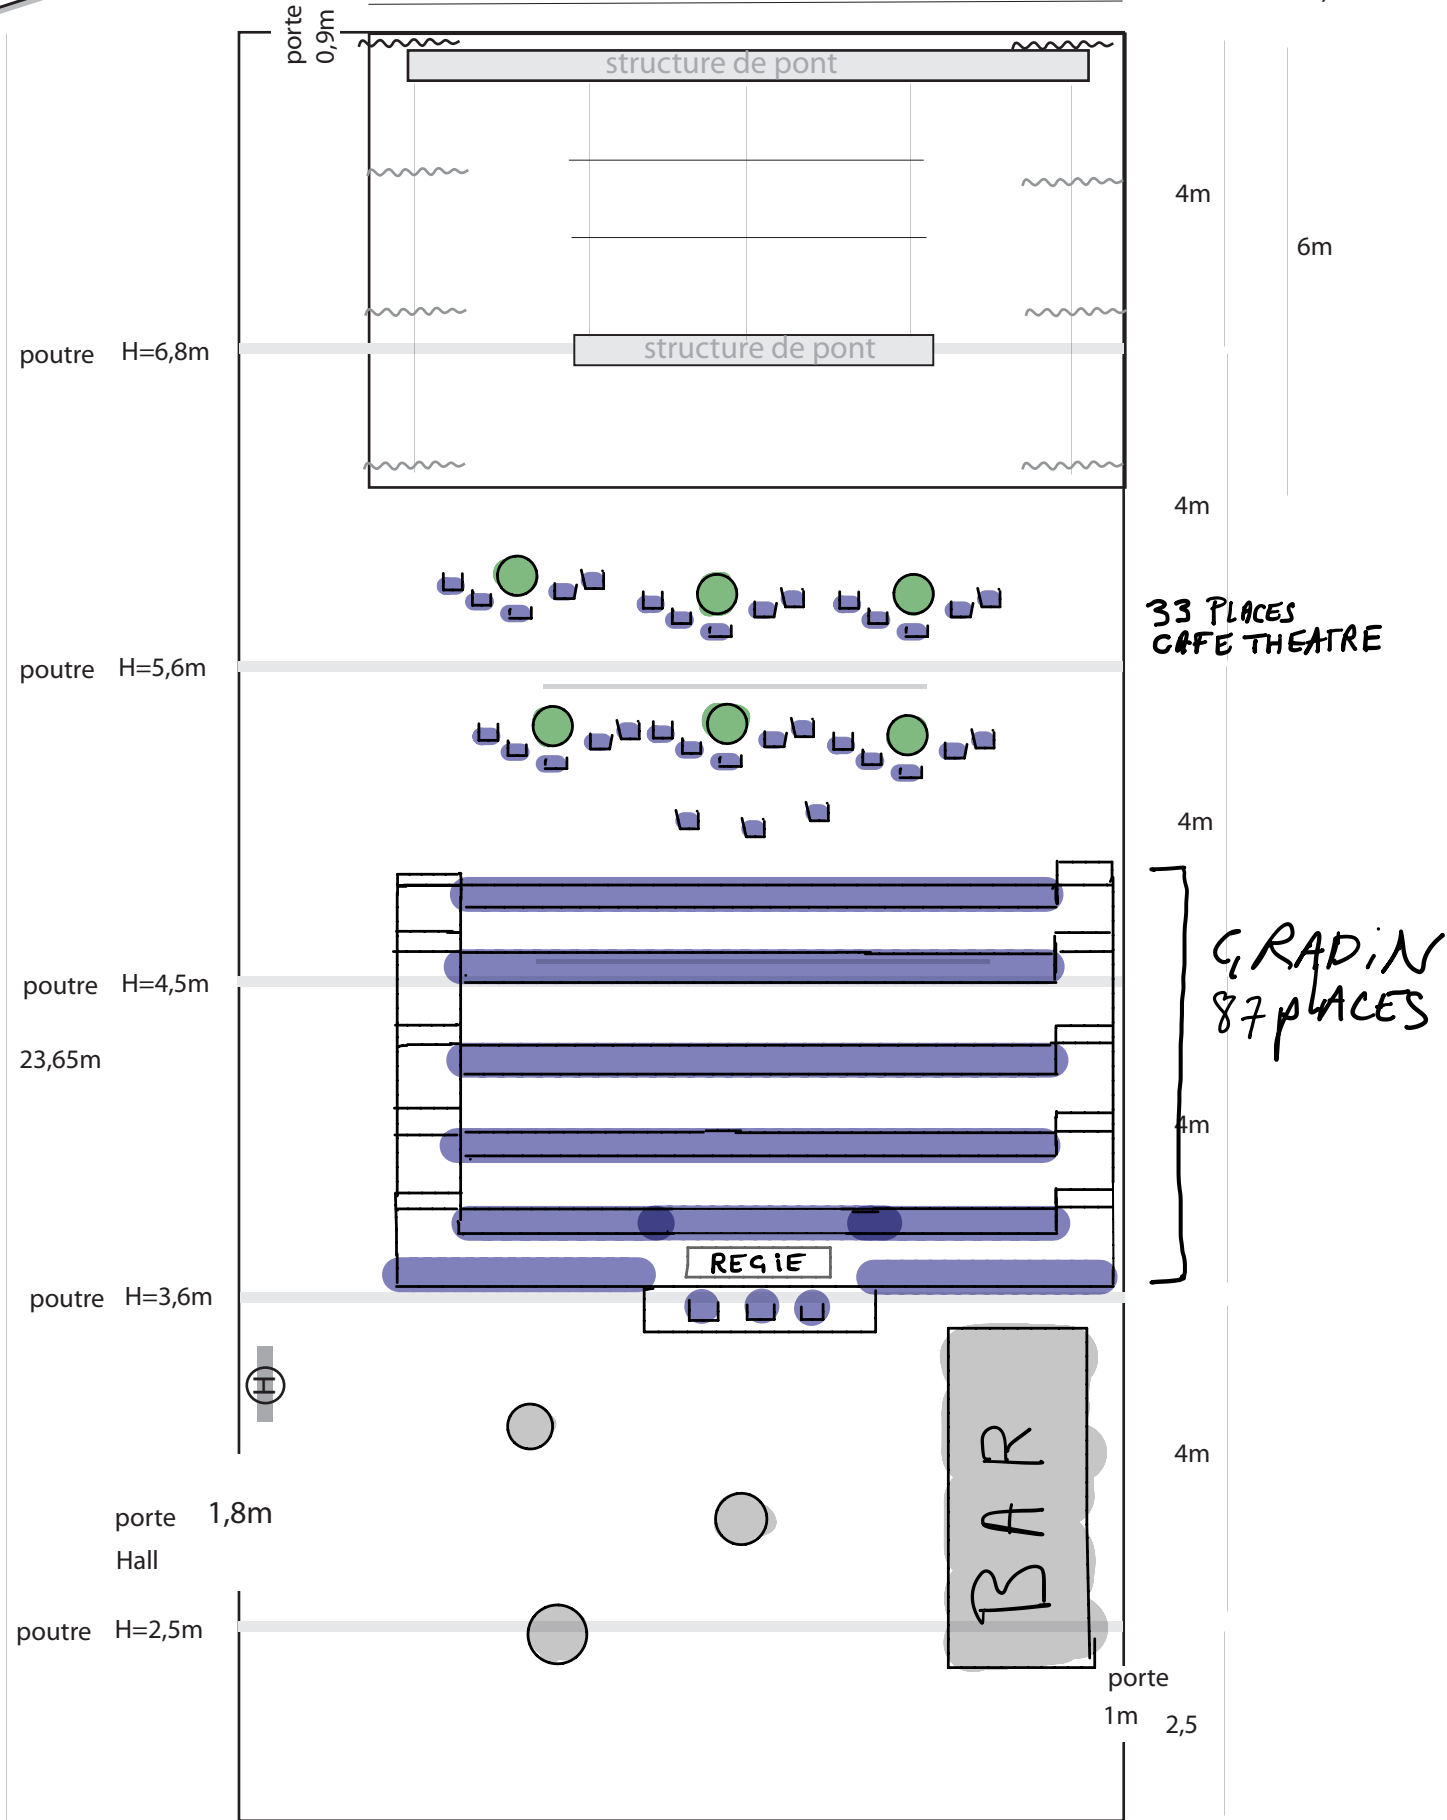 porte
0,9m
structure de pont
4m
6m
structure de pont
poutre H=6,8m
4m
33 PLACES
CAFE THEATRE
poutre H=5,6m
4m
GRADIN
87 pLACES
poutre H=4,5m
23,65m
4m
REGIE
poutre H=3,6m
H
BAR
4m
porte 1,8m
Hall
poutre H=2,5m
porte
1m 2,5